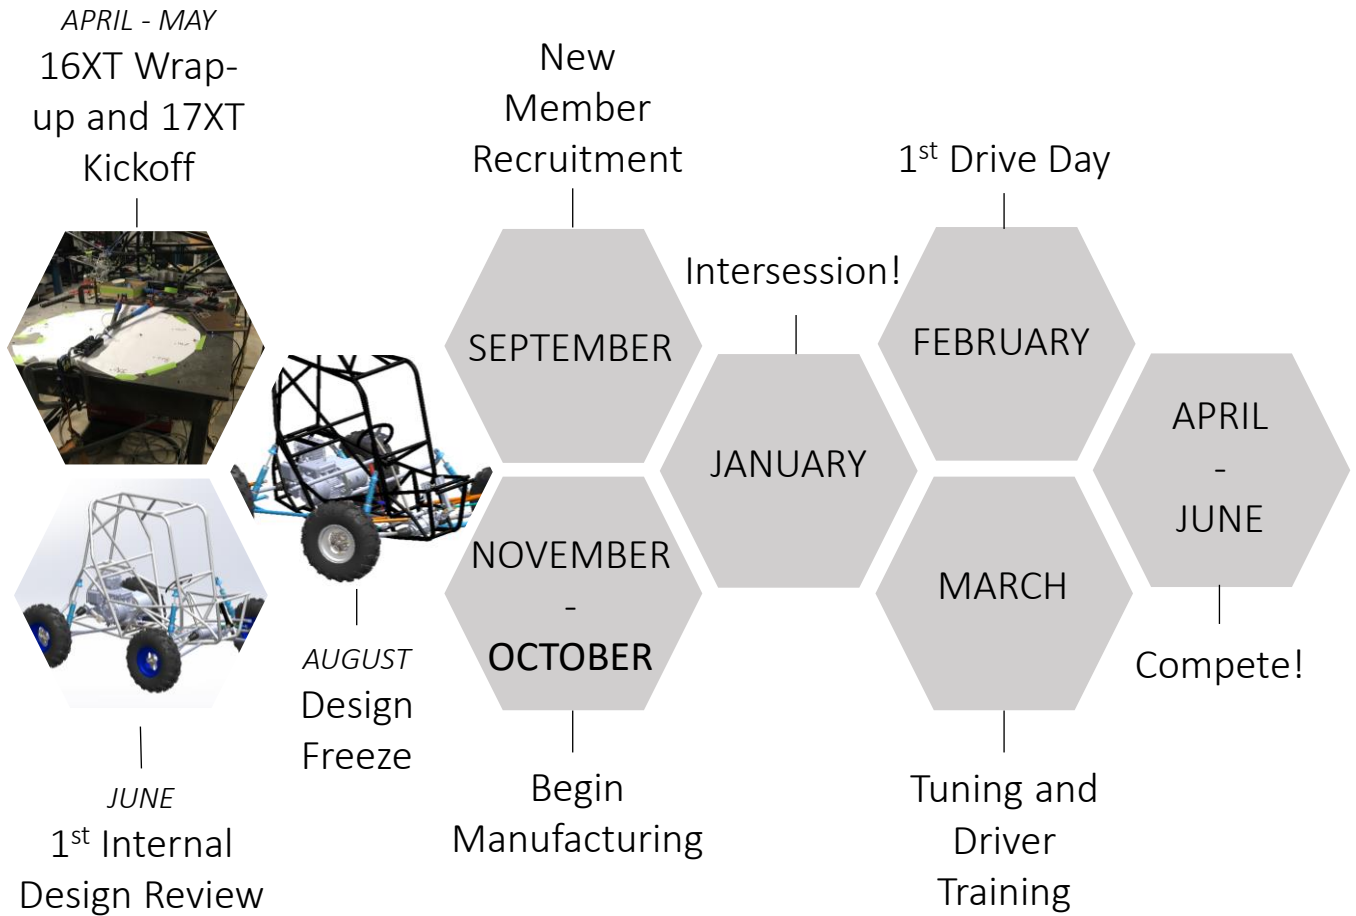 APRIL - MAY
16XT Wrap-
up and 17XT
Kickoff
JUNE
1st Internal
Design Review
AUGUST
Design
Freeze
New
Member
Recruitment
SEPTEMBER
NOVEMBER
-
OCTOBER
Begin
Manufacturing
Intersession!
JANUARY
1st Drive Day
FEBRUARY
MARCH
Tuning and
Driver
Training
APRIL
-
JUNE
Compete!